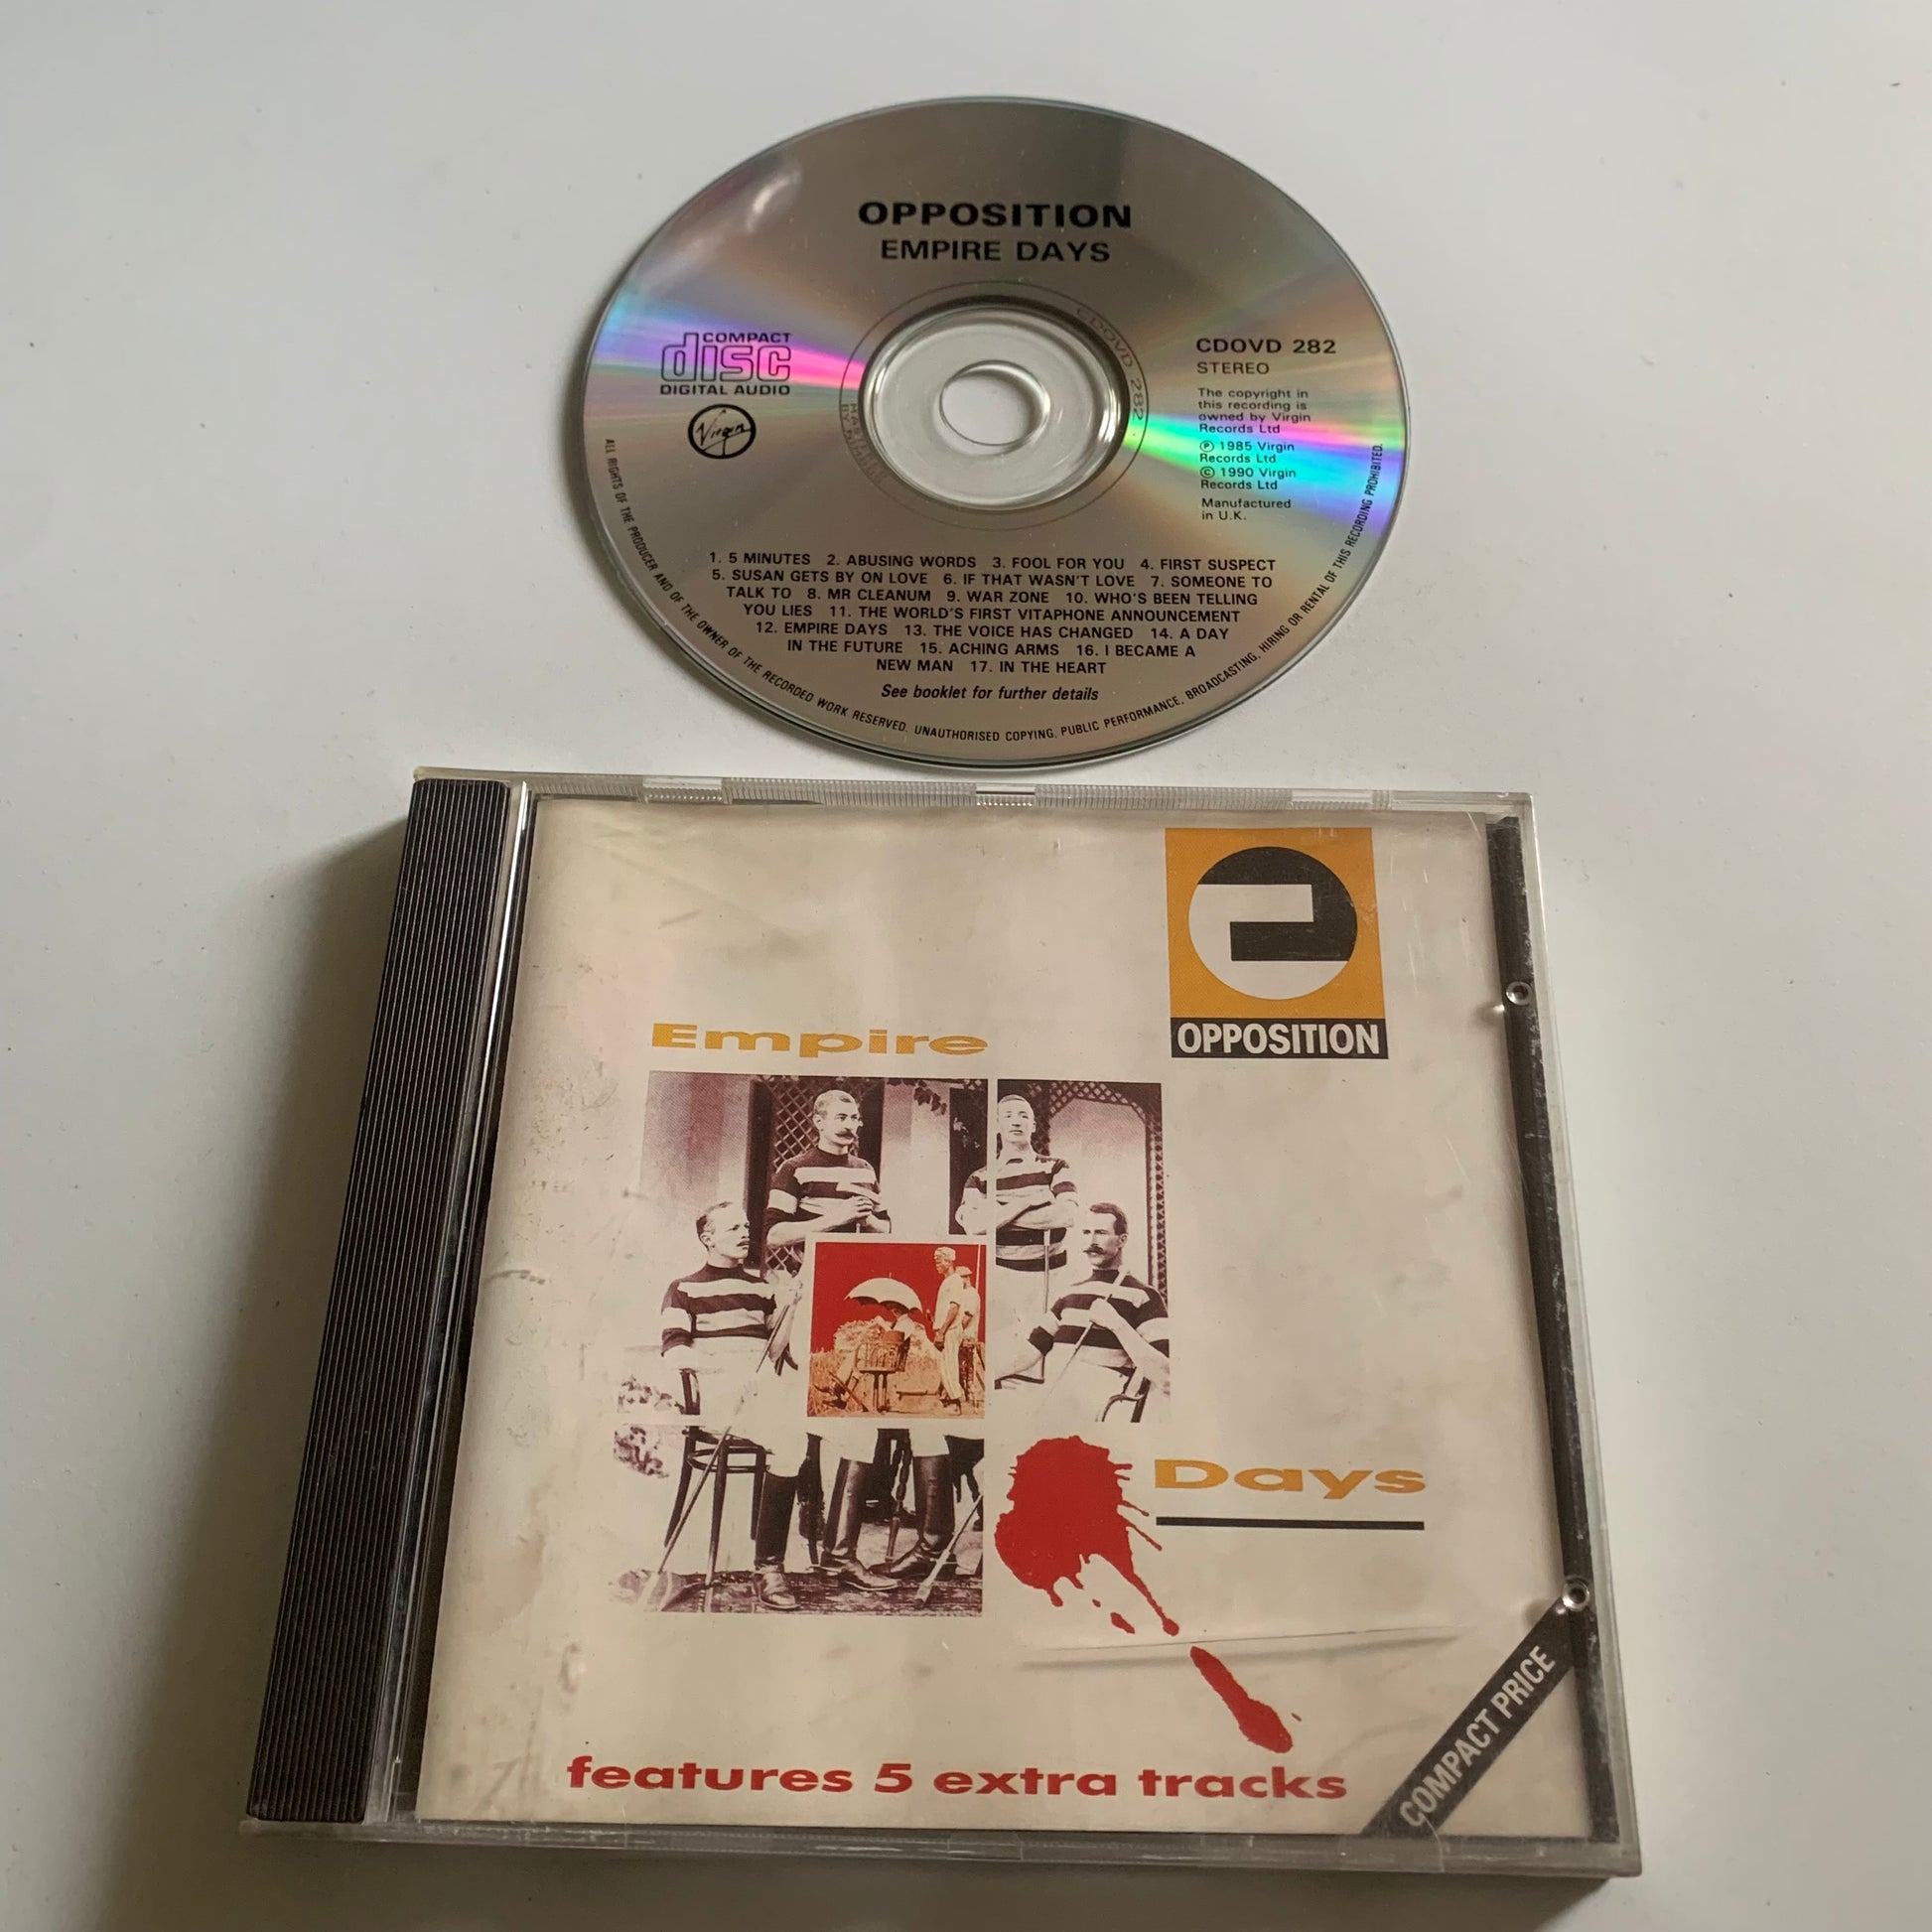 OPPOSITION
EMPIRE DAYS
COMPACT
disc
DIGITAL AUDIO
Virgin
CDOVD 282
STEREO
The copyright in
this recording is
owned by Virgin
Records Ltd
℗ 1985 Virgin
Records Ltd
© 1990 Virgin
Records Ltd
Manufactured
in U.K.
CDOVD 282
1. 5 MINUTES 2. ABUSING WORDS 3. FOOL FOR YOU 4. FIRST SUSPECT
5. SUSAN GETS BY ON LOVE 6. IF THAT WASN'T LOVE 7. SOMEONE TO
TALK TO 8. MR CLEANUM 9. WAR ZONE 10. WHO'S BEEN TELLING
YOU LIES 11. THE WORLD'S FIRST VITAPHONE ANNOUNCEMENT
12. EMPIRE DAYS 13. THE VOICE HAS CHANGED 14. A DAY
IN THE FUTURE 15. ACHING ARMS 16. I BECAME A
NEW MAN 17. IN THE HEART
See booklet for further details
ALL RIGHTS OF THE PRODUCER AND OF THE OWNER OF THE RECORDED WORK RESERVED. UNAUTHORISED COPYING, PUBLIC PERFORMANCE, BROADCASTING, HIRING OR RENTAL OF THIS RECORDING PROHIBITED.
OPPOSITION
Empire
Days
features 5 extra tracks
COMPACT PRICE